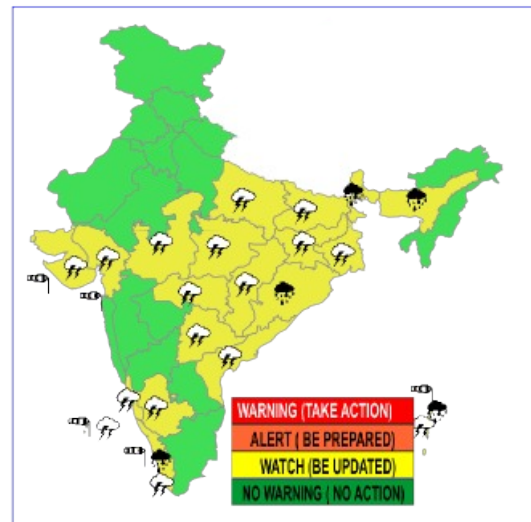 WARNING (TAKE ACTION)
ALERT ( BE PREPARED)
WATCH (BE UPDATED)
NO WARNING ( NO ACTION)